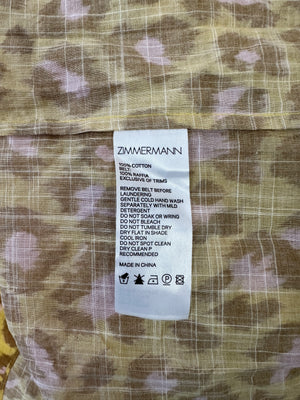 ZIMMERMANN
100% COTTON
BELT:
100% RAFFIA
EXCLUSIVE OF TRIMS
REMOVE BELT BEFORE
LAUNDERING
GENTLE COLD HAND WASH
SEPARATELY WITH MILD
DETERGENT
DO NOT SOAK OR WRING
DO NOT BLEACH
DO NOT TUMBLE DRY
DRY FLAT IN SHADE
COOL IRON
DO NOT SPOT CLEAN
DRY CLEAN P
RECOMMENDED
MADE IN CHINA
P